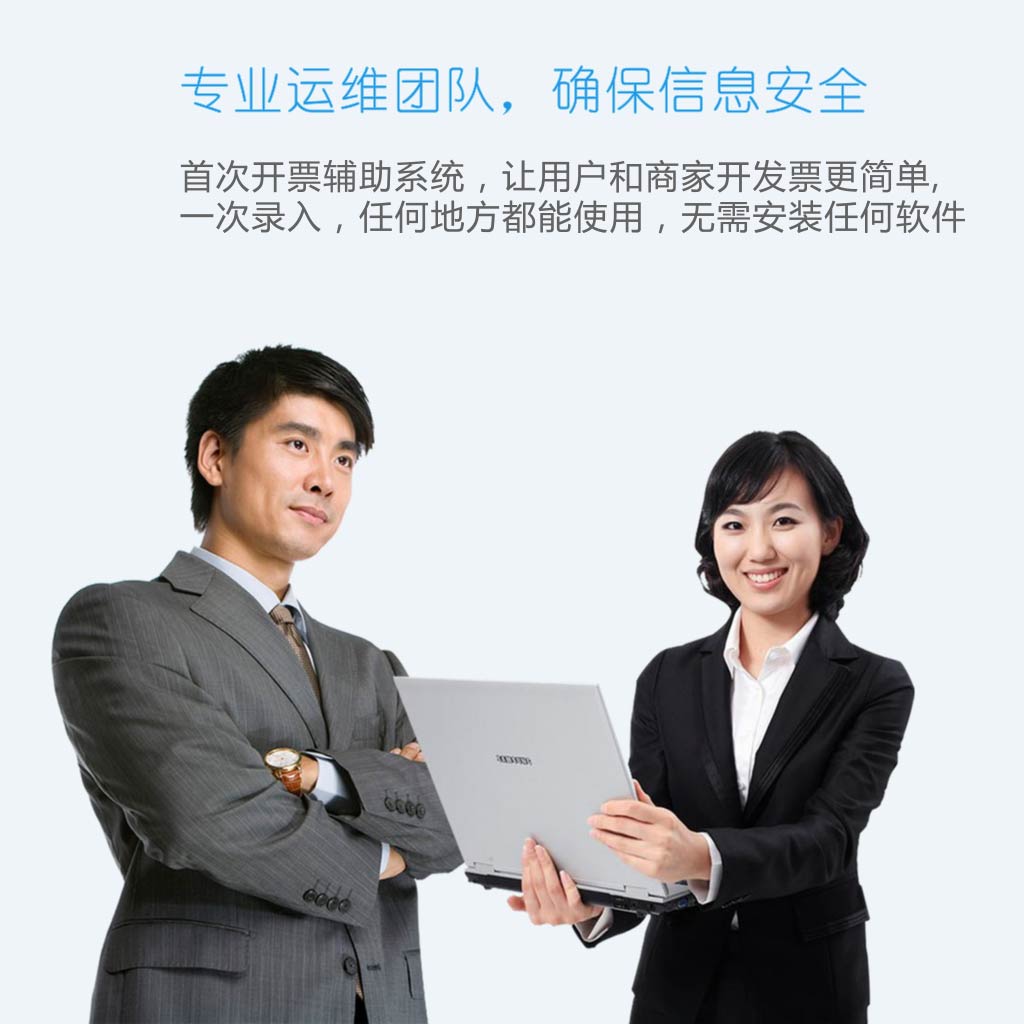 专业运维团队，确保信息安全
首次开票辅助系统，让用户和商家开发票更简单，
一次录入，任何地方都能使用，无需安装任何软件
SAMSUNG